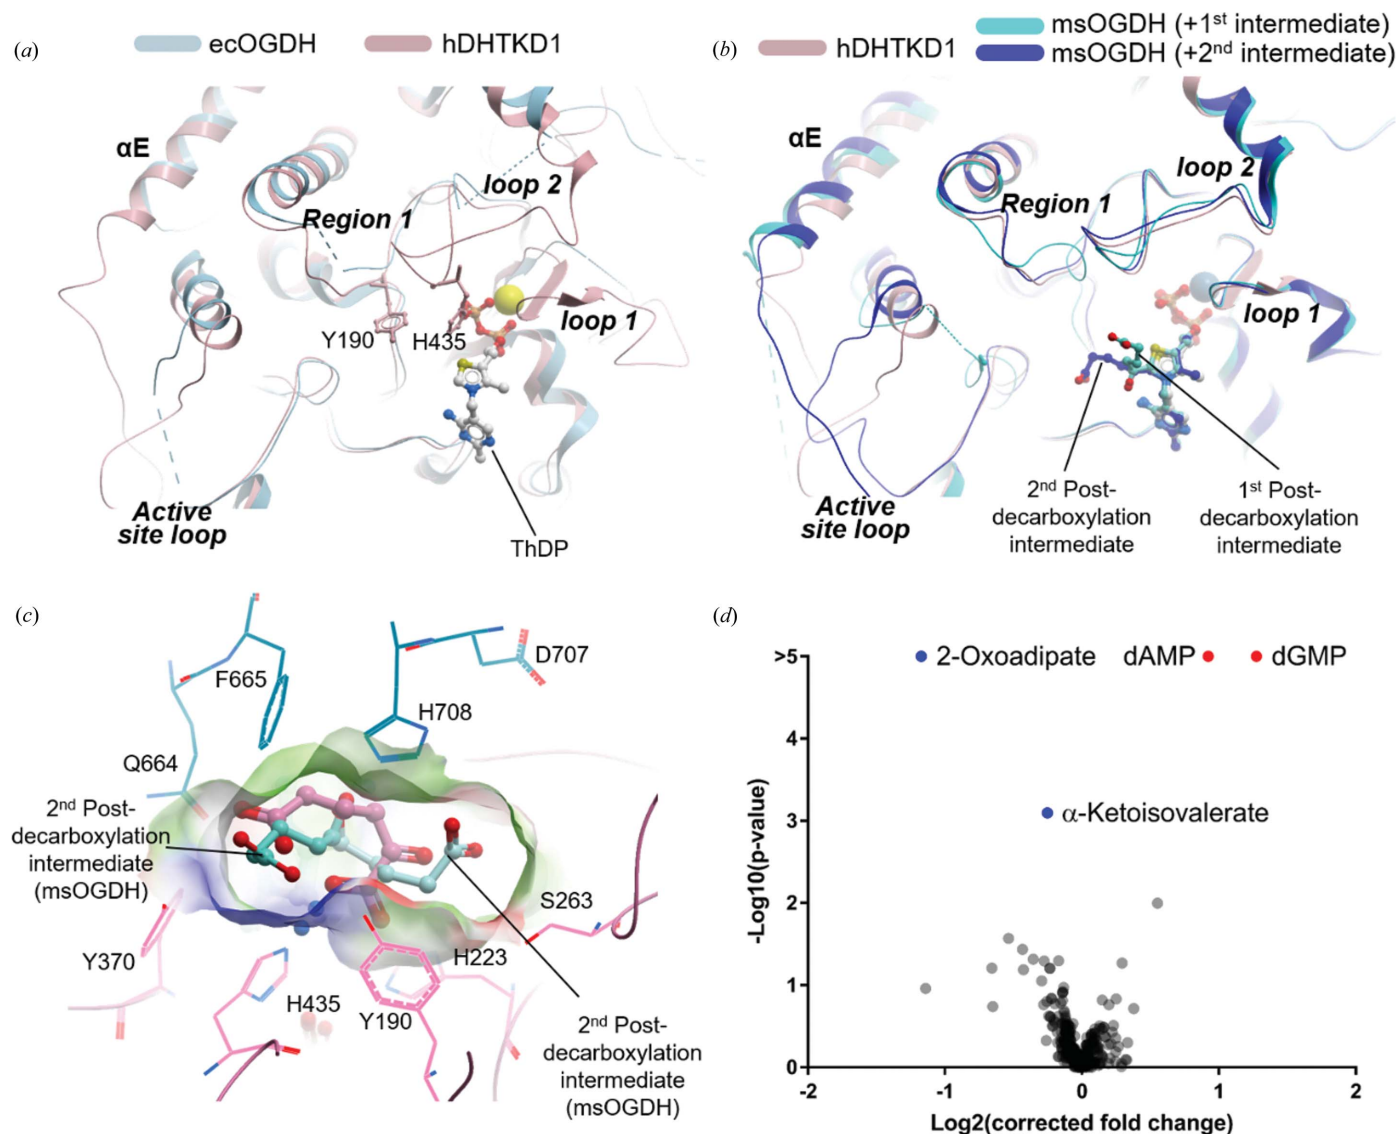 (a)
ecOGDH
hDHTKD1
αE
Region 1
loop 2
loop 1
Y190
H435
Active
site loop
ThDP
(b)
hDHTKD1
msOGDH (+1st intermediate)
msOGDH (+2nd intermediate)
αE
Region 1
loop 2
loop 1
Active
site loop
2nd Post-
decarboxylation
intermediate
1st Post-
decarboxylation
intermediate
(c)
F665
D707
H708
Q664
2nd Post-
decarboxylation
intermediate
(msOGDH)
S263
Y370
H223
H435
Y190
2nd Post-
decarboxylation
intermediate
(msOGDH)
(d)
>5
4
3
2
1
0
-Log10(p-value)
2-Oxoadipate
dAMP
dGMP
α-Ketoisovalerate
-2
-1
0
1
2
Log2(corrected fold change)